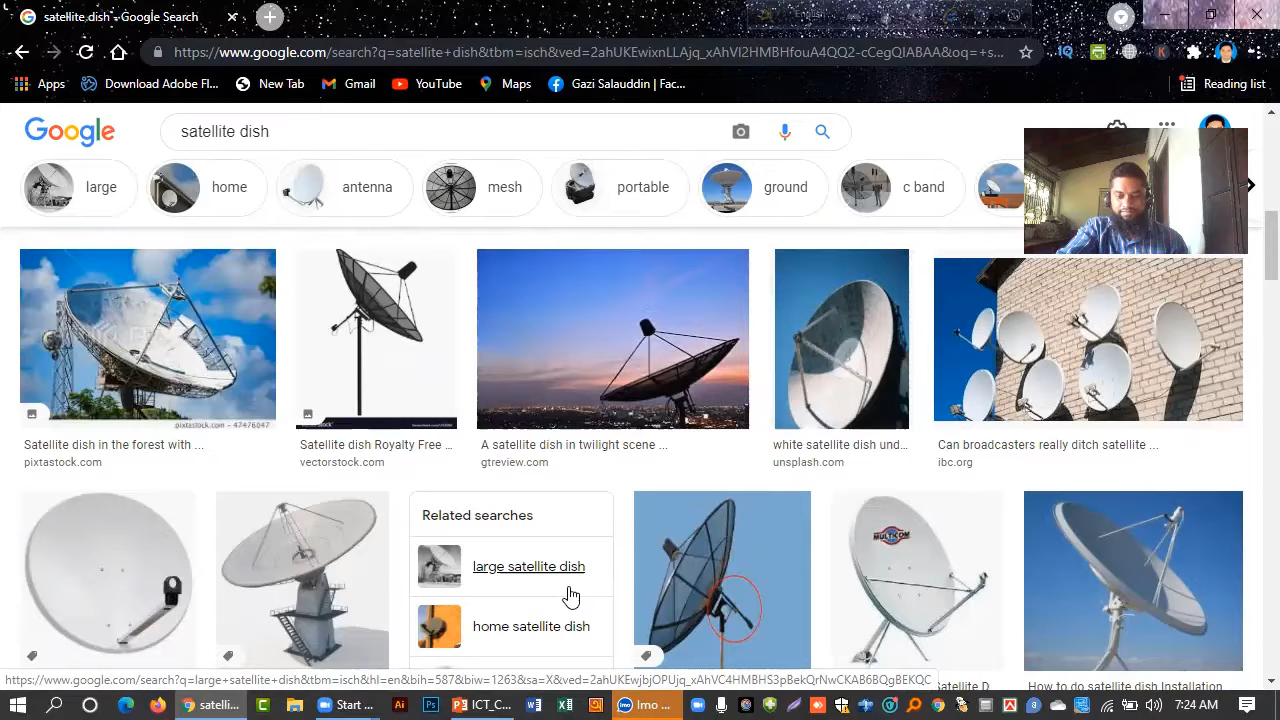 satellite dish - Google Search
https://www.google.com/search?q=satellite+dish&tbm=isch&ved=2ahUKEwixnLLAjq_xAhVI2HMBHfouA4QQ2-cCegQIABAA&oq=+s...
Apps
Download Adobe Fl...
New Tab
Gmail
YouTube
Maps
Gazi Salauddin | Fac...
Reading list
Google
satellite dish
large
home
antenna
mesh
portable
ground
c band
pixtastock.com - 47476047
Satellite dish in the forest with ...
pixtastock.com
Satellite dish Royalty Free ...
vectorstock.com
A satellite dish in twilight scene ...
gtreview.com
white satellite dish und...
unsplash.com
Can broadcasters really ditch satellite ...
ibc.org
Related searches
large satellite dish
home satellite dish
MULTICOM
atellite D
How to do satellite dish Installation
https://www.google.com/search?q=large+satellite+dish&tbm=isch&hl=en&bih=587&biw=1263&sa=X&ved=2ahUKEwjbjOPUjq_xAhVC4HMBHS3pBekQrNwCKAB6BQgBEKQC
satelli...
Start ...
ICT_C...
Imo ...
7:24 AM